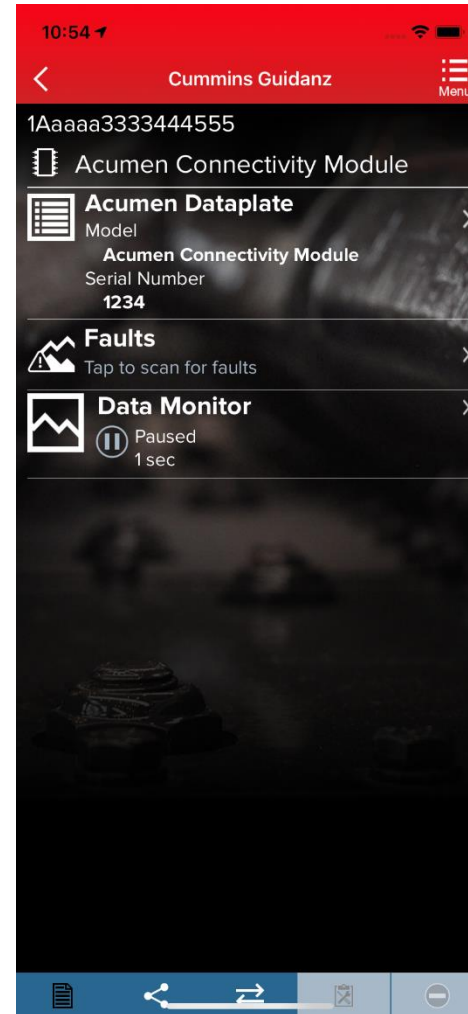 10:54
Cummins Guidanz
Menu
1Aaaaa3333444555
Acumen Connectivity Module
Acumen Dataplate
Model
Acumen Connectivity Module
Serial Number
1234
Faults
Tap to scan for faults
Data Monitor
Paused
1 sec